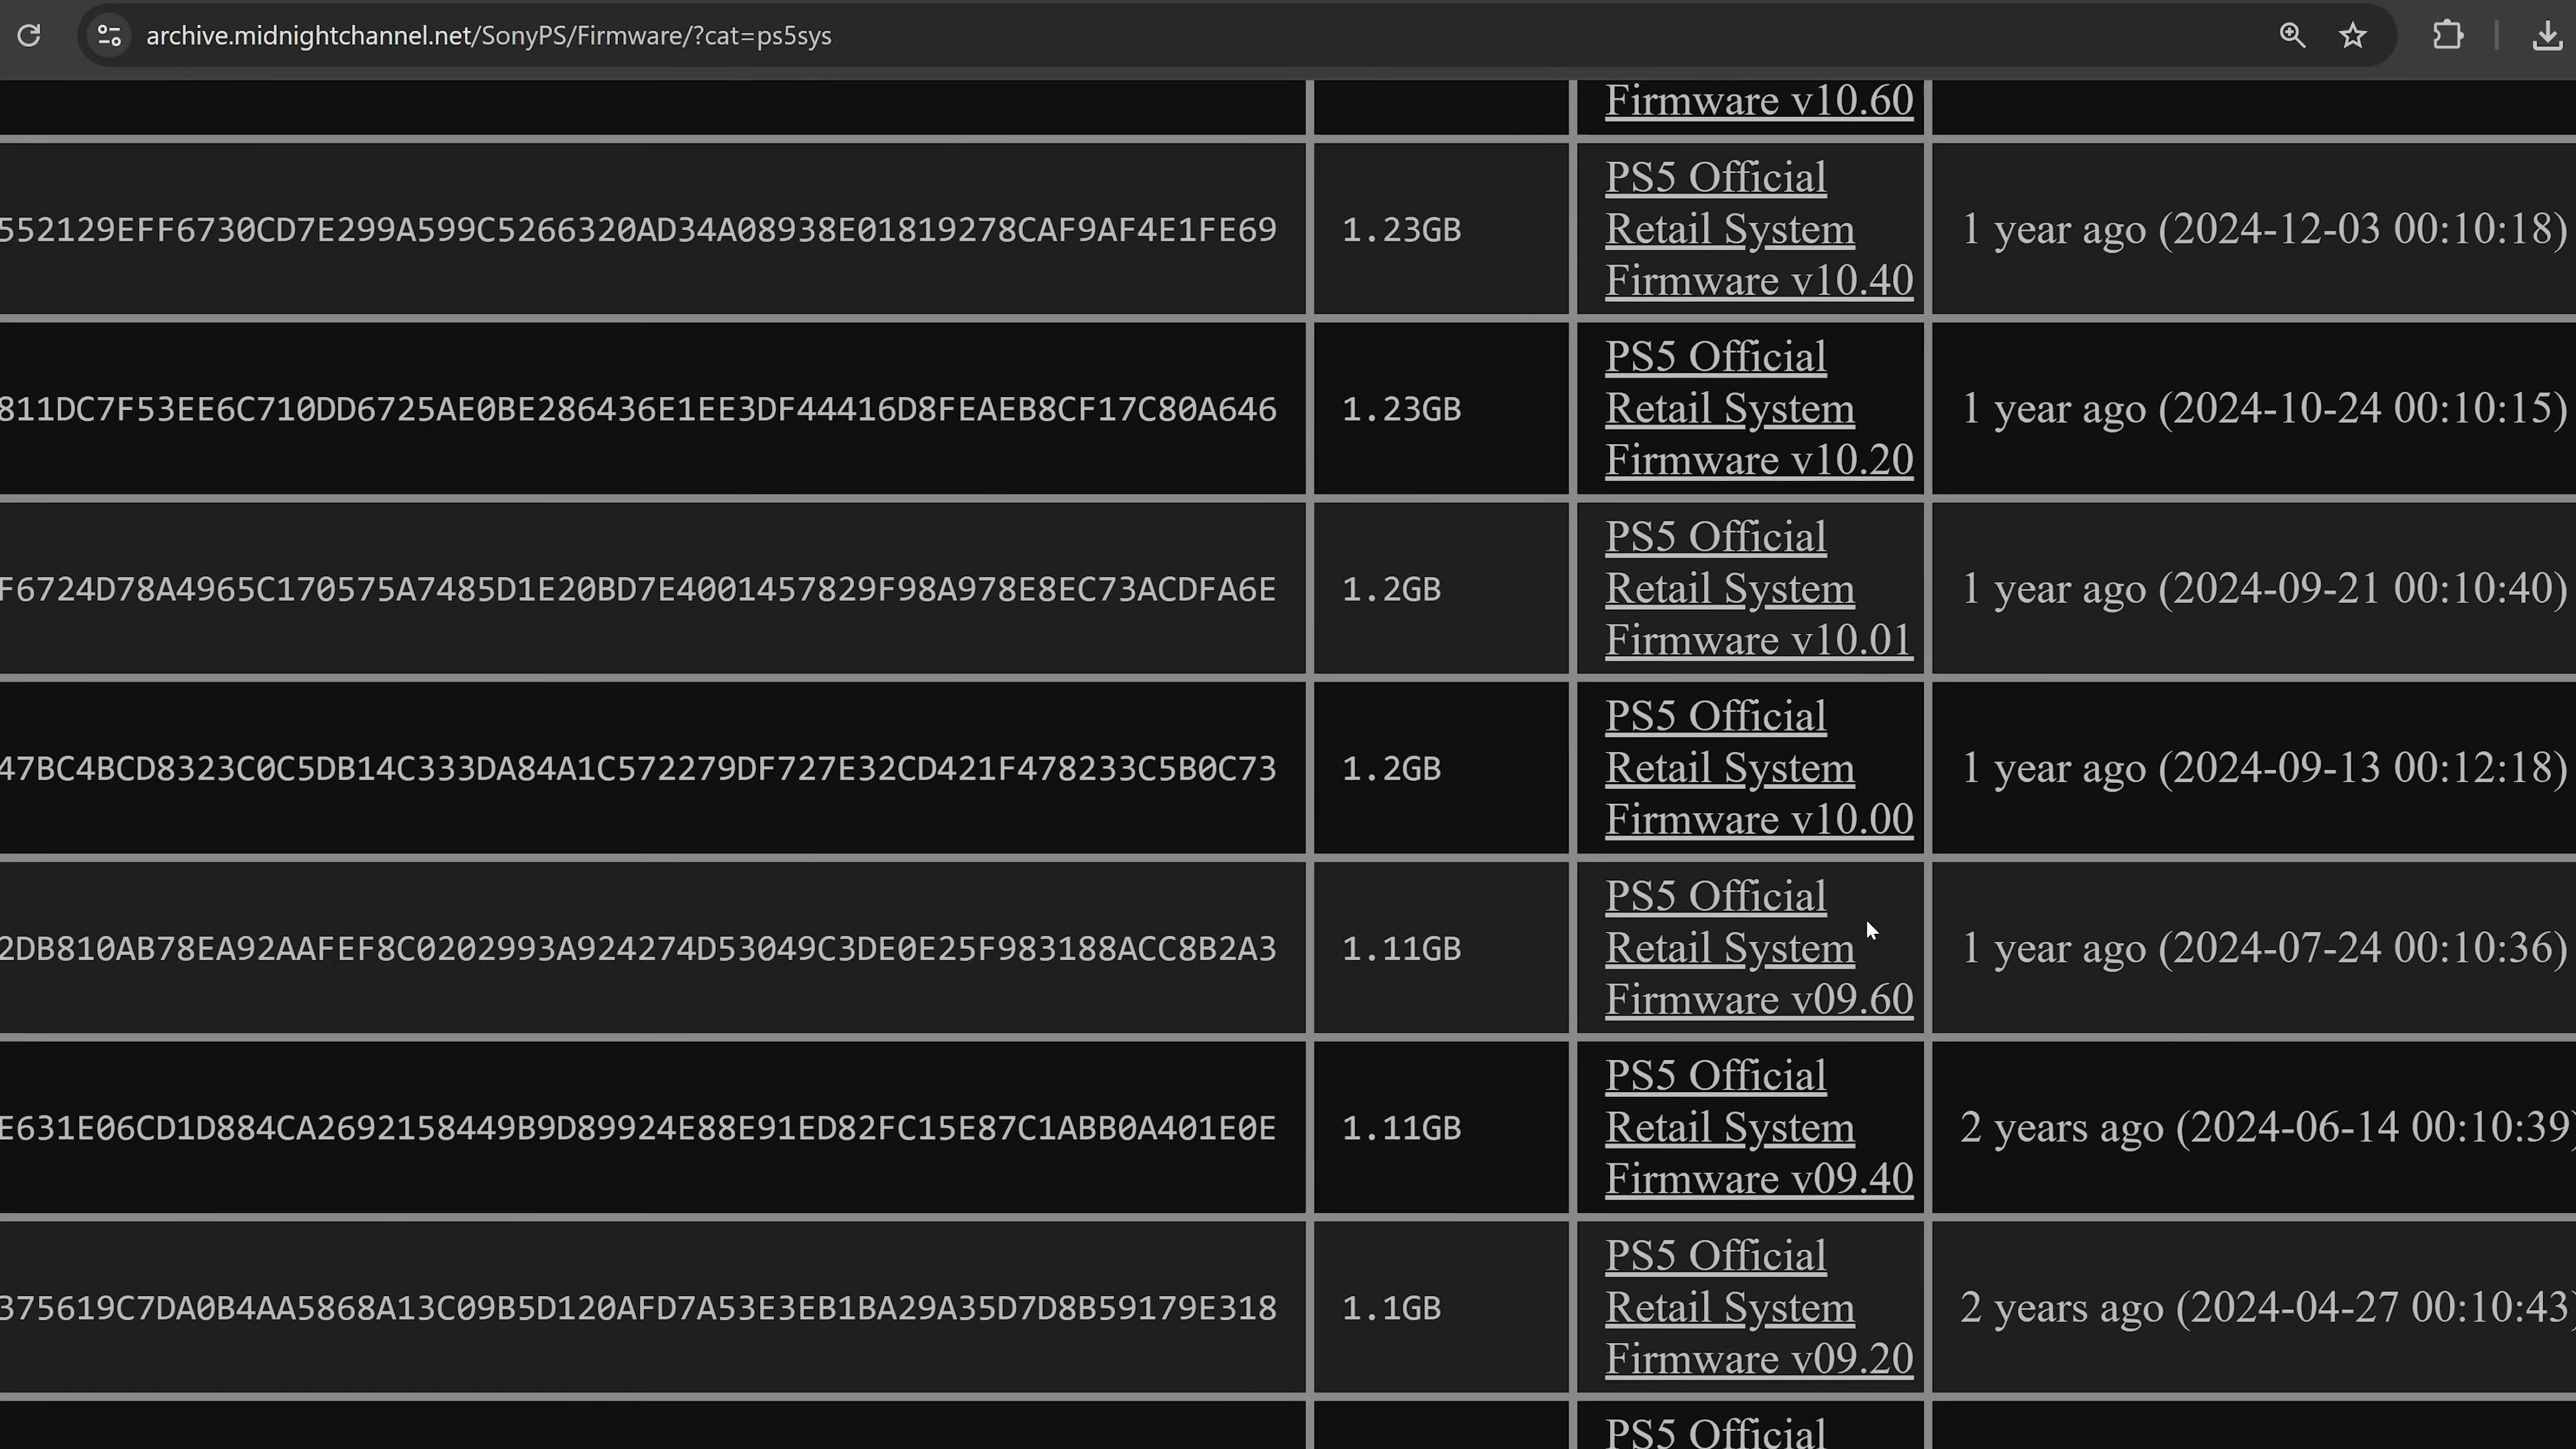 archive.midnightchannel.net/SonyPS/Firmware/?cat=ps5sys
Firmware v10.60
552129EFF6730CD7E299A599C5266320AD34A08938E01819278CAF9AF4E1FE69
1.23GB
PS5 Official
Retail System
Firmware v10.40
1 year ago (2024-12-03 00:10:18)
811DC7F53EE6C710DD6725AE0BE286436E1EE3DF44416D8FEAEB8CF17C80A646
1.23GB
PS5 Official
Retail System
Firmware v10.20
1 year ago (2024-10-24 00:10:15)
F6724D78A4965C170575A7485D1E20BD7E4001457829F98A978E8EC73ACDFA6E
1.2GB
PS5 Official
Retail System
Firmware v10.01
1 year ago (2024-09-21 00:10:40)
47BC4BCD8323C0C5DB14C333DA84A1C572279DF727E32CD421F478233C5B0C73
1.2GB
PS5 Official
Retail System
Firmware v10.00
1 year ago (2024-09-13 00:12:18)
2DB810AB78EA92AAFEF8C0202993A924274D53049C3DE0E25F983188ACC8B2A3
1.11GB
PS5 Official
Retail System
Firmware v09.60
1 year ago (2024-07-24 00:10:36)
E631E06CD1D884CA2692158449B9D89924E88E91ED82FC15E87C1ABB0A401E0E
1.11GB
PS5 Official
Retail System
Firmware v09.40
2 years ago (2024-06-14 00:10:39)
375619C7DA0B4AA5868A13C09B5D120AFD7A53E3EB1BA29A35D7D8B59179E318
1.1GB
PS5 Official
Retail System
Firmware v09.20
2 years ago (2024-04-27 00:10:43)
PS5 Official